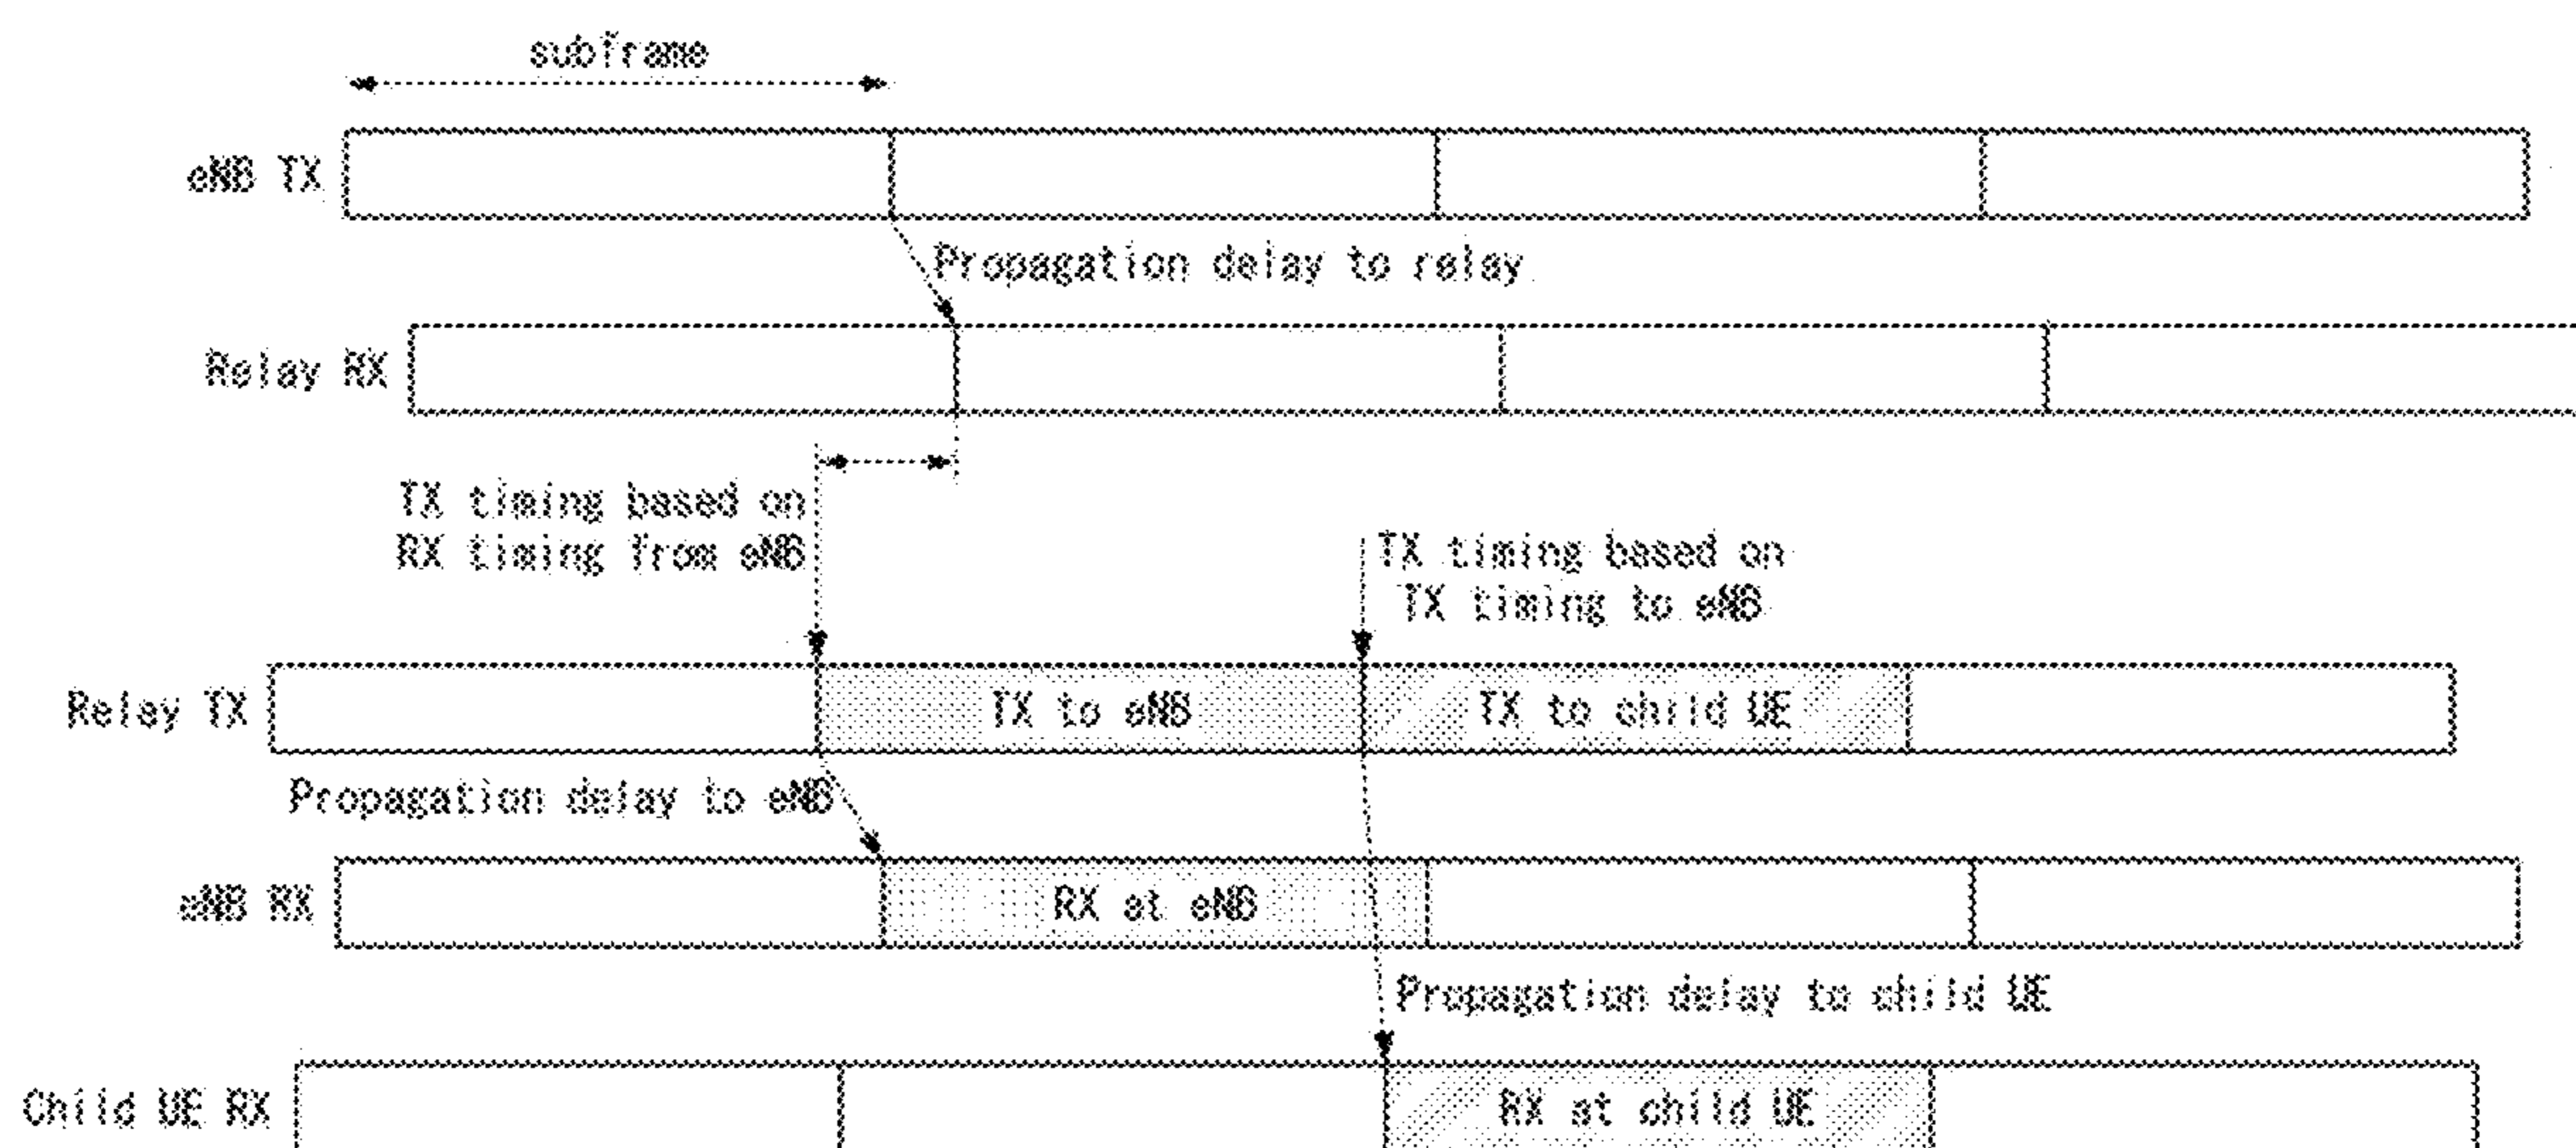 subframe
eNB TX
Propagation delay to relay
Relay RX
TX timing based on
RX timing from eNB
TX timing based on
TX timing to eNB
Relay TX
TX to eNB
TX to child UE
Propagation delay to eNB
eNB RX
RX at eNB
Propagation delay to child UE
Child UE RX
RX at child UE